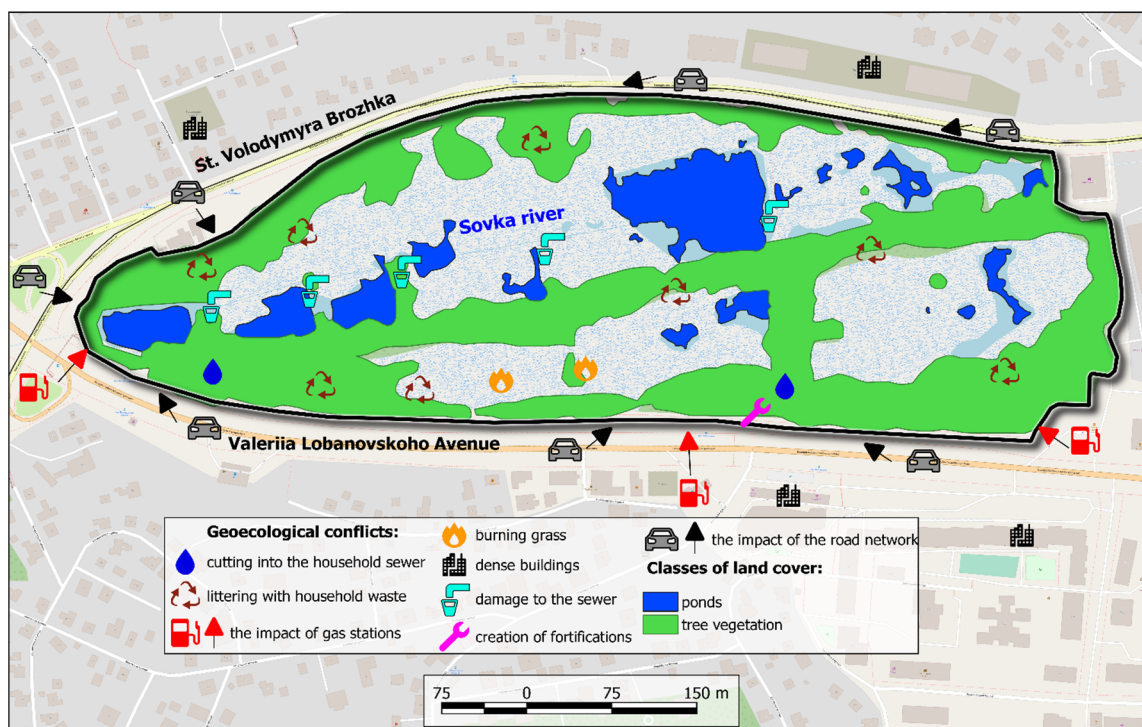 St. Volodymyra Brozhka
Sovka river
Valeriia Lobanovskoho Avenue
Geoecological conflicts:
cutting into the household sewer
littering with household waste
the impact of gas stations
burning grass
dense buildings
damage to the sewer
creation of fortifications
the impact of the road network
Classes of land cover:
ponds
tree vegetation
75 0 75 150 m